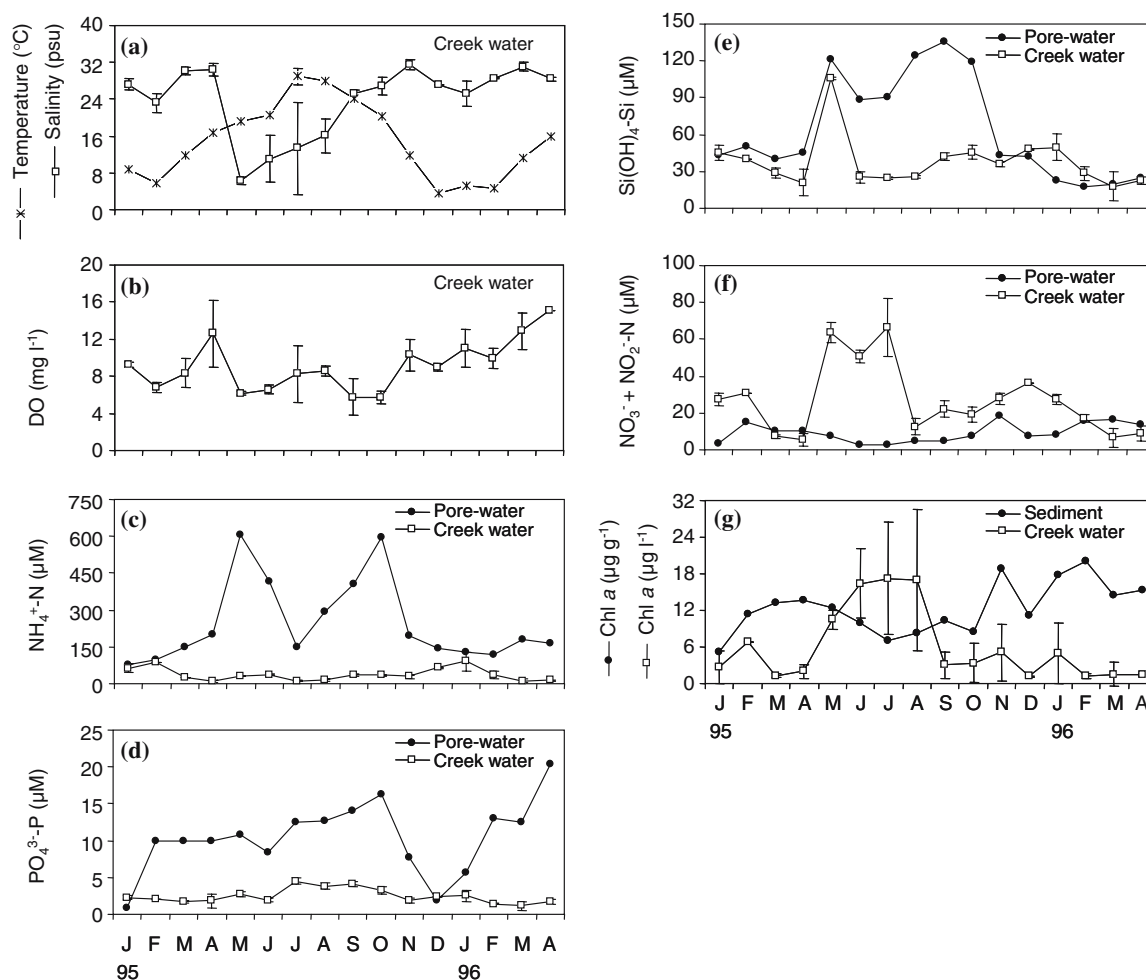 (a)
Creek water
Temperature (°C)
Salinity (psu)
40
32
24
16
8
0
(b)
Creek water
DO (mg l⁻¹)
20
16
12
8
4
0
(c)
Pore-water
Creek water
NH₄⁺-N (µM)
750
600
450
300
150
0
(d)
Pore-water
Creek water
PO₄³⁻-P (µM)
25
20
15
10
5
0
J F M A M J J A S O N D J F M A
95 96
(e)
Pore-water
Creek water
Si(OH)₄-Si (µM)
150
120
90
60
30
0
(f)
Pore-water
Creek water
NO₃⁻ + NO₂⁻-N (µM)
100
80
60
40
20
0
(g)
Sediment
Creek water
Chl a (µg g⁻¹)
Chl a (µg l⁻¹)
32
24
18
12
6
0
J F M A M J J A S O N D J F M A
95 96